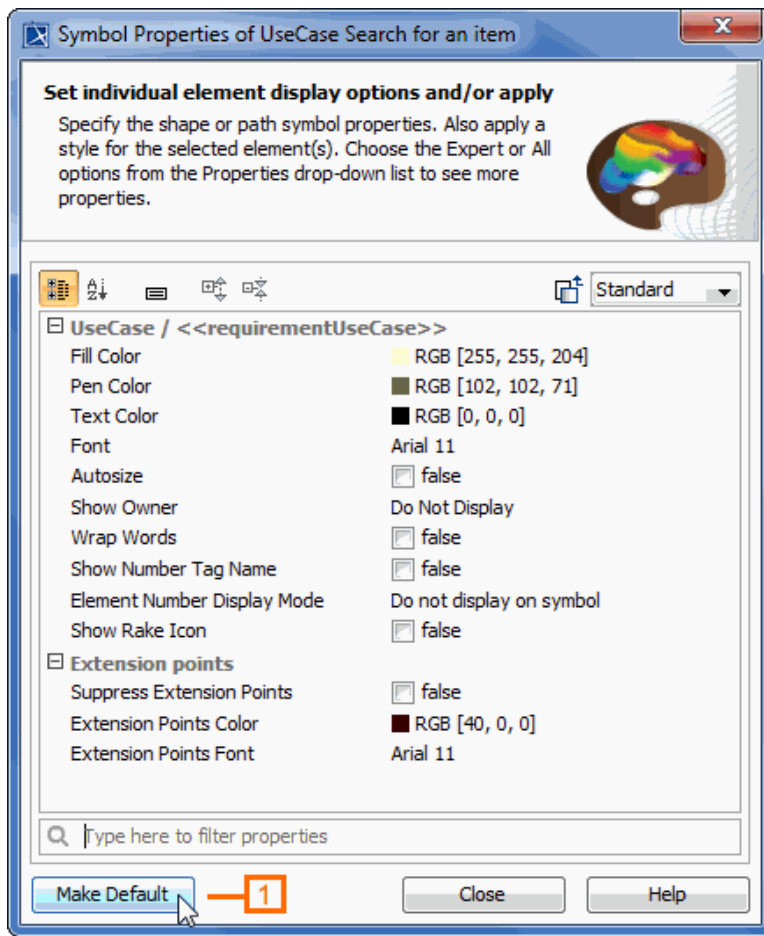 Symbol Properties of UseCase Search for an item
Set individual element display options and/or apply
Specify the shape or path symbol properties. Also apply a
style for the selected element(s). Choose the Expert or All
options from the Properties drop-down list to see more
properties.
Standard
UseCase / <<requirementUseCase>>
Fill Color RGB [255, 255, 204]
Pen Color RGB [102, 102, 71]
Text Color RGB [0, 0, 0]
Font Arial 11
Autosize false
Show Owner Do Not Display
Wrap Words false
Show Number Tag Name false
Element Number Display Mode Do not display on symbol
Show Rake Icon false
Extension points
Suppress Extension Points false
Extension Points Color RGB [40, 0, 0]
Extension Points Font Arial 11
Type here to filter properties
Make Default 1 Close Help